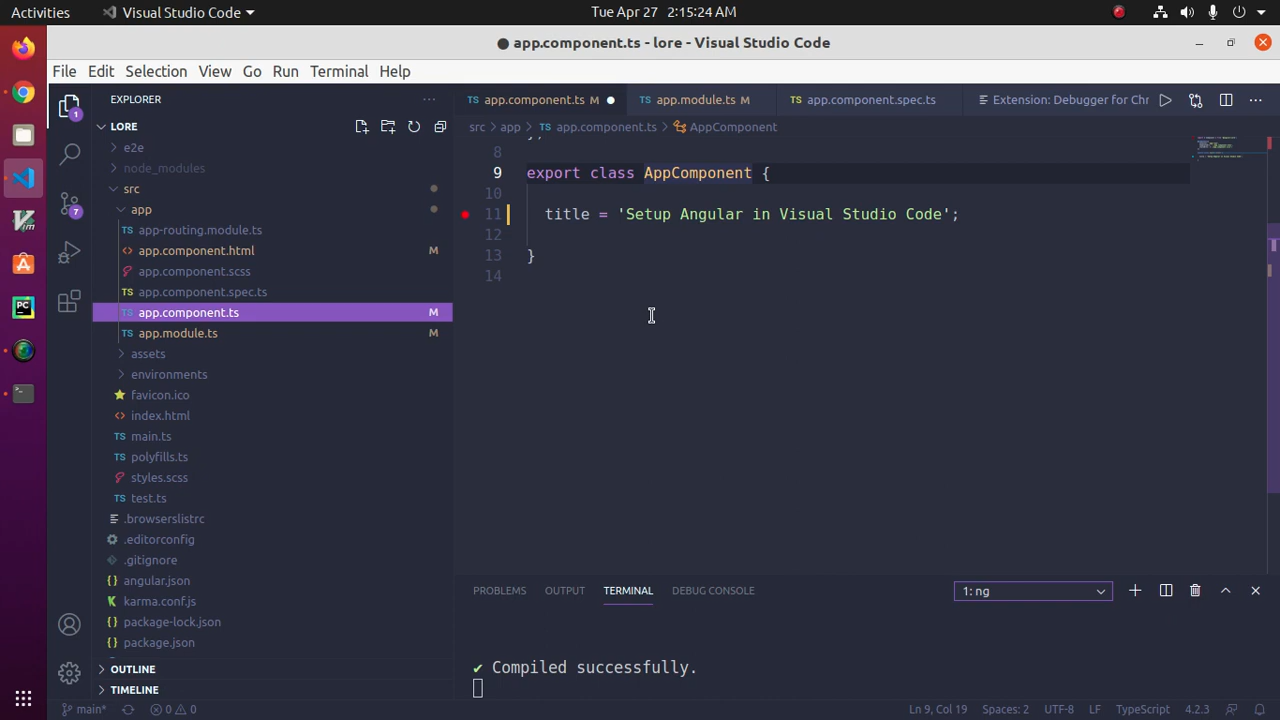 Activities
Visual Studio Code
Tue Apr 27 2:15:24 AM
● app.component.ts - lore - Visual Studio Code
File Edit Selection View Go Run Terminal Help
EXPLORER
LORE
e2e
node_modules
src
app
app-routing.module.ts
app.component.html M
app.component.scss
app.component.spec.ts
app.component.ts M
app.module.ts M
assets
environments
favicon.ico
index.html
main.ts
polyfills.ts
styles.scss
test.ts
.browserslistrc
.editorconfig
.gitignore
angular.json
karma.conf.js
package-lock.json
package.json
OUTLINE
TIMELINE
1
7
TS app.component.ts M ● TS app.module.ts M TS app.component.spec.ts Extension: Debugger for Chr
src > app > TS app.component.ts > AppComponent
8
9 export class AppComponent {
10
11 title = 'Setup Angular in Visual Studio Code';
12
13 }
14
PROBLEMS OUTPUT TERMINAL DEBUG CONSOLE 1: ng
✔ Compiled successfully.
main* 0 0 Ln 9, Col 19 Spaces: 2 UTF-8 LF TypeScript 4.2.3